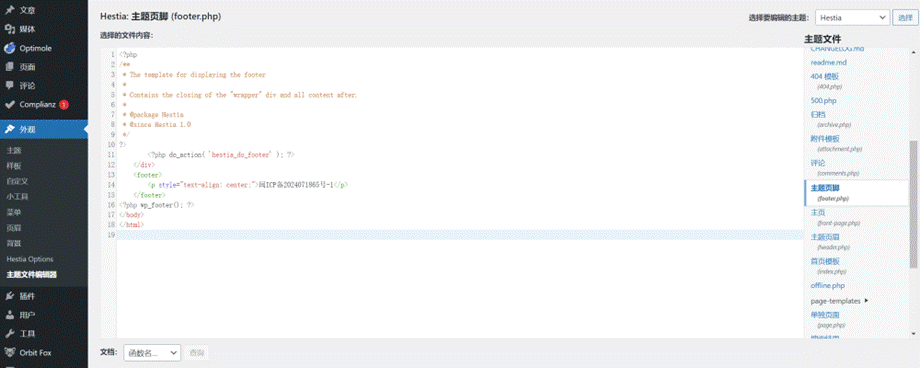 文章
媒体
Optimole
页面
评论
Complianz 1
外观
主题
样板
自定义
小工具
菜单
页眉
背景
Hestia Options
主题文件编辑器
插件
用户
工具
Orbit Fox
Hestia: 主题页脚 (footer.php)
选择要编辑的主题：
Hestia
选择
选择的文件内容：
1 <?php
2 /**
3 * The template for displaying the footer
4 *
5 * Contains the closing of the "wrapper" div and all content after.
6 *
7 * @package Hestia
8 * @since Hestia 1.0
9 */
10 ?>
11 <?php do_action( 'hestia_do_footer' ); ?>
12 </div>
13 <footer>
14 <p style="text-align: center;">闽ICP备2024071865号-1</p>
15 </footer>
16 <?php wp_footer(); ?>
17 </body>
18 </html>
19
主题文件
CHANGELOG.md
readme.md
404 模板
(404.php)
500.php
归档
(archive.php)
附件模板
(attachment.php)
评论
(comments.php)
主题页脚
(footer.php)
主页
(front-page.php)
主题页眉
(header.php)
首页模板
(index.php)
offline.php
page-templates
单独页面
(page.php)
文档：
函数名...
查询